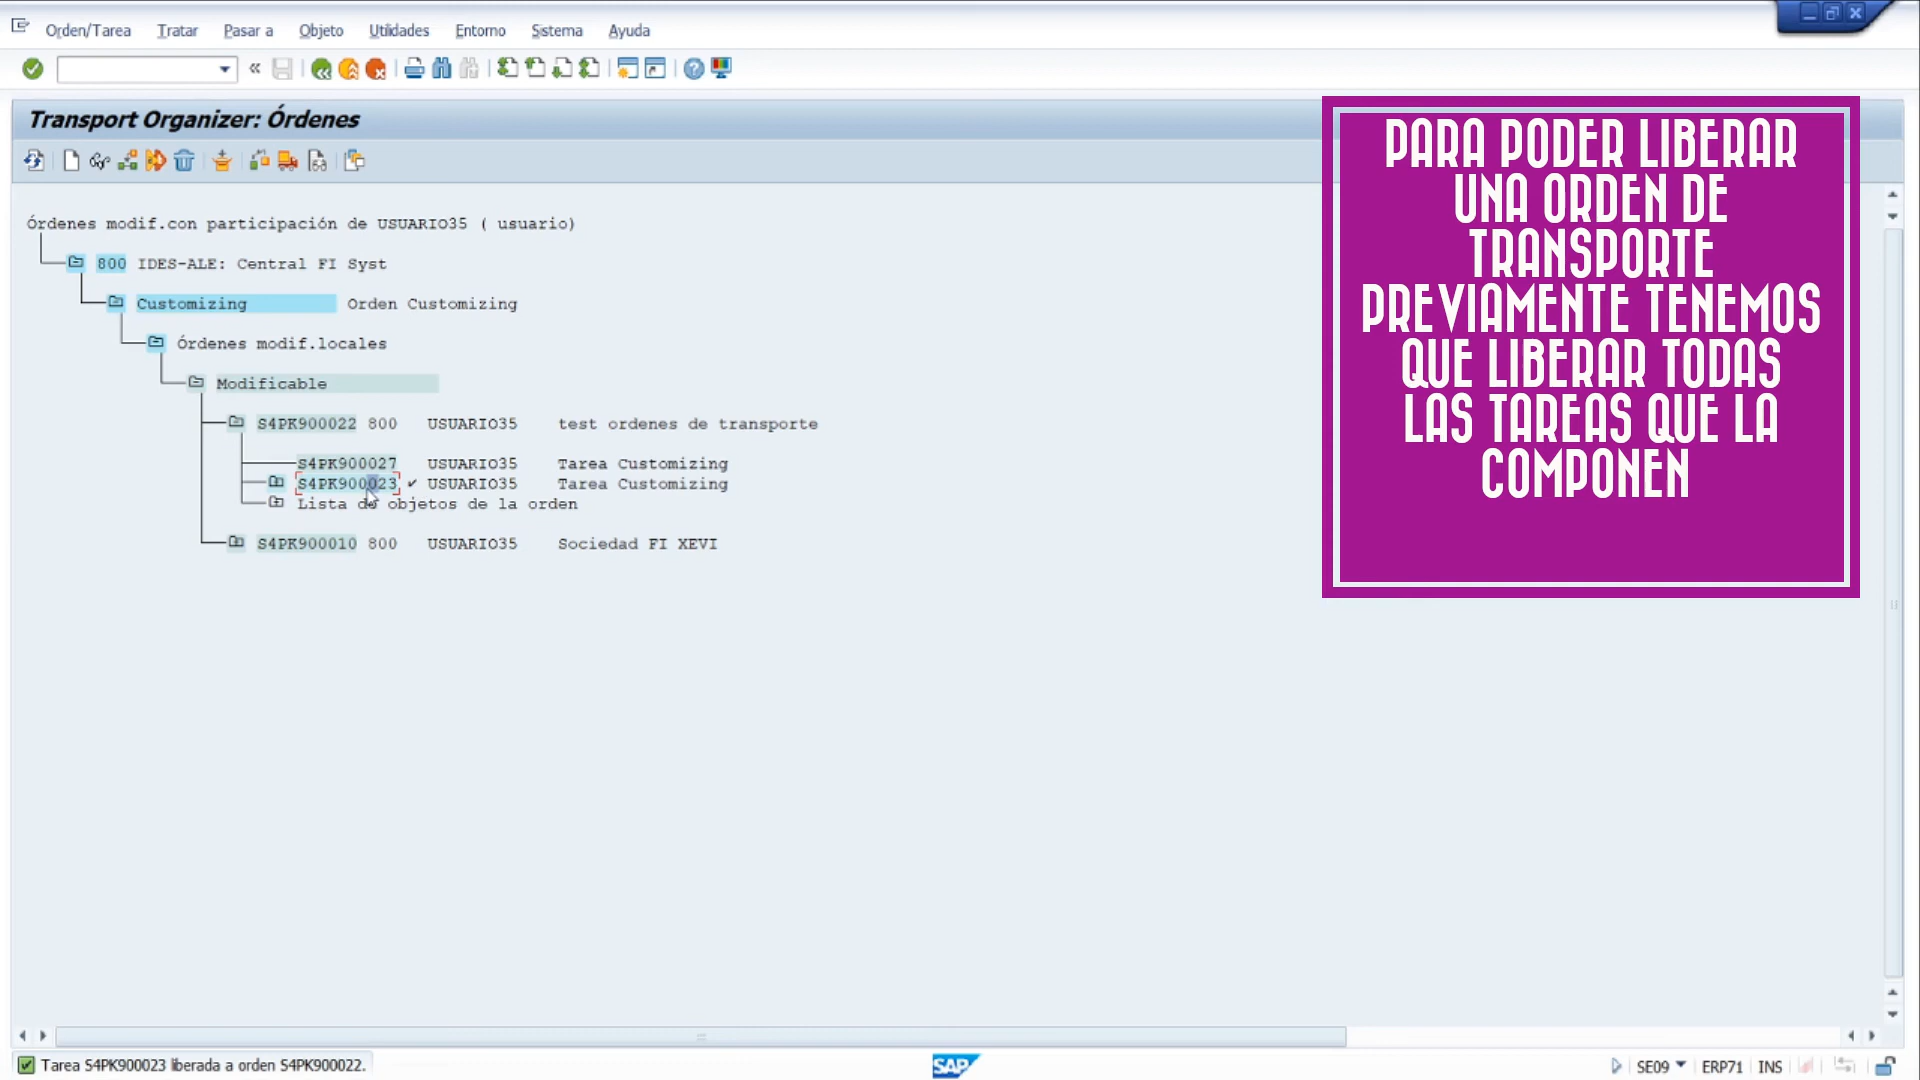 Orden/Tarea Tratar Pasar a Objeto Utilidades Entorno Sistema Ayuda
Transport Organizer: Órdenes
Órdenes modif.con participación de USUARIO35 ( usuario)
800 IDES-ALE: Central FI Syst
Customizing Orden Customizing
Órdenes modif.locales
Modificable
S4PK900022 800 USUARIO35 test ordenes de transporte
S4PK900027 USUARIO35 Tarea Customizing
S4PK900023 ✔ USUARIO35 Tarea Customizing
Lista de objetos de la orden
S4PK900010 800 USUARIO35 Sociedad FI XEVI
PARA PODER LIBERAR
UNA ORDEN DE
TRANSPORTE
PREVIAMENTE TENEMOS
QUE LIBERAR TODAS
LAS TAREAS QUE LA
COMPONEN
Tarea S4PK900023 liberada a orden S4PK900022.
SAP
SE09 ERP71 INS